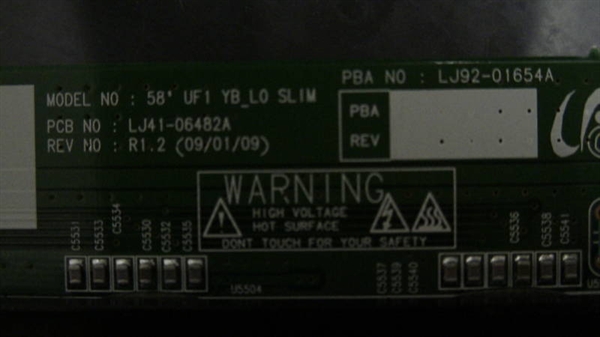 PBA NO : LJ92-01654A
MODEL NO : 58" UF1 YB_LO SLIM
PBA
PCB NO : LJ41-06482A
REV
REV NO : R1.2 (09/01/09)
WARNING
HIGH VOLTAGE
HOT SURFACE
DONT TOUCH FOR YOUR SAFETY
C5531
C5533
C5534
C5530
C5532
C5535
C5536
C5538
C5541
C5537
C5539
C5540
U5504